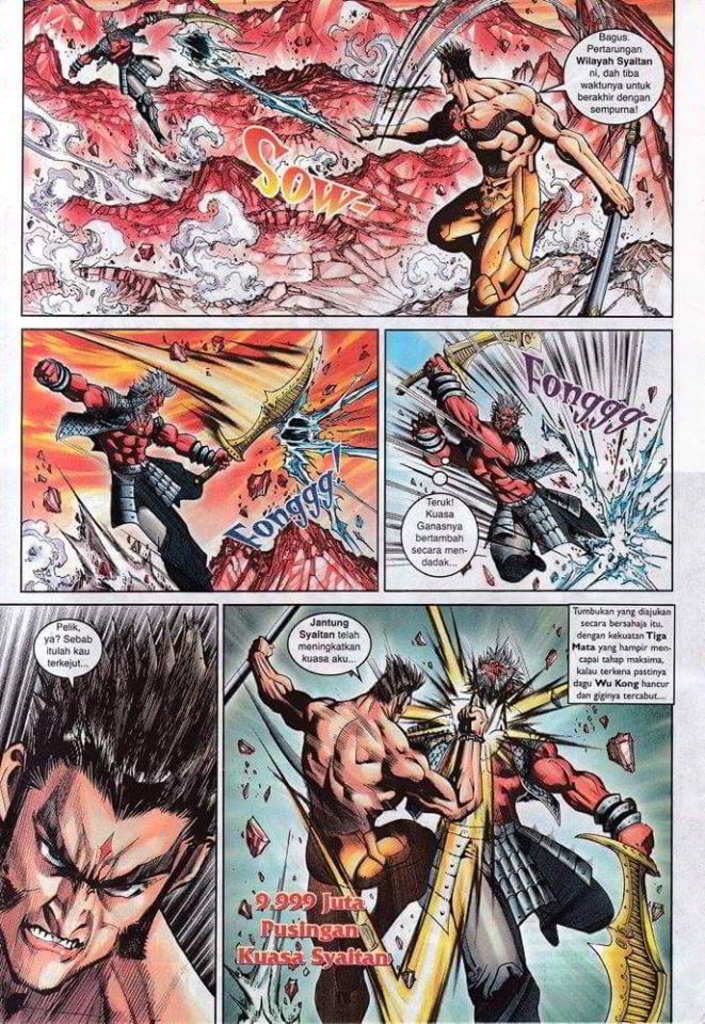 Bagus.
Pertarungan
Wilayah Syaitan
ni, dah tiba
waktunya untuk
berakhir dengan
sempurna!
Sow-
Fonggg!
Fonggg-
Teruk!
Kuasa
Ganasnya
bertambah
secara men-
dadak...
Pelik,
ya? Sebab
itulah kau
terkejut...
Jantung
Syaitan telah
meningkatkan
kuasa aku...
Tumbukan yang diajukan
secara bersahaja itu,
dengan kekuatan Tiga
Mata yang hampir men-
capai tahap maksima,
kalau terkena pastinya
dagu Wu Kong hancur
dan giginya tercabut....
9,999 Juta
Pusingan
Kuasa Syaitan